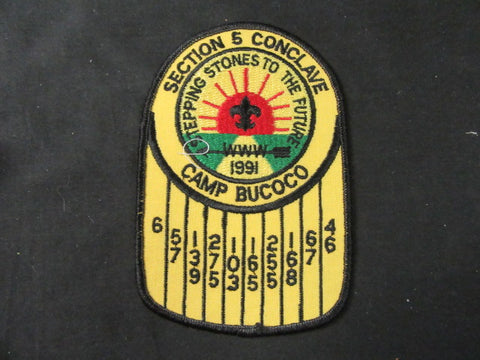 SECTION 5 CONCLAVE
STEPPING STONES TO THE FUTURE
WWW
1991
CAMP BUCOCO
6
57
139
275
103
165
255
168
67
46